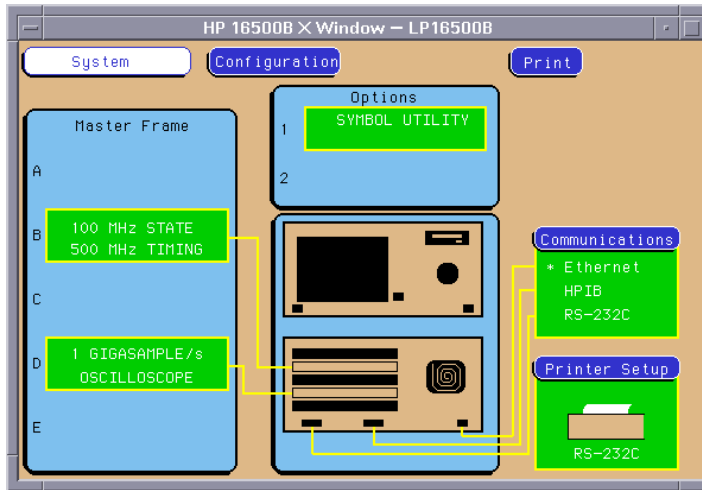 HP 16500B X Window — LP16500B
System
Configuration
Print
Master Frame
A
B
100 MHz STATE
500 MHz TIMING
C
D
1 GIGASAMPLE/s
OSCILLOSCOPE
E
Options
1
SYMBOL UTILITY
2
Communications
* Ethernet
HPIB
RS-232C
Printer Setup
RS-232C